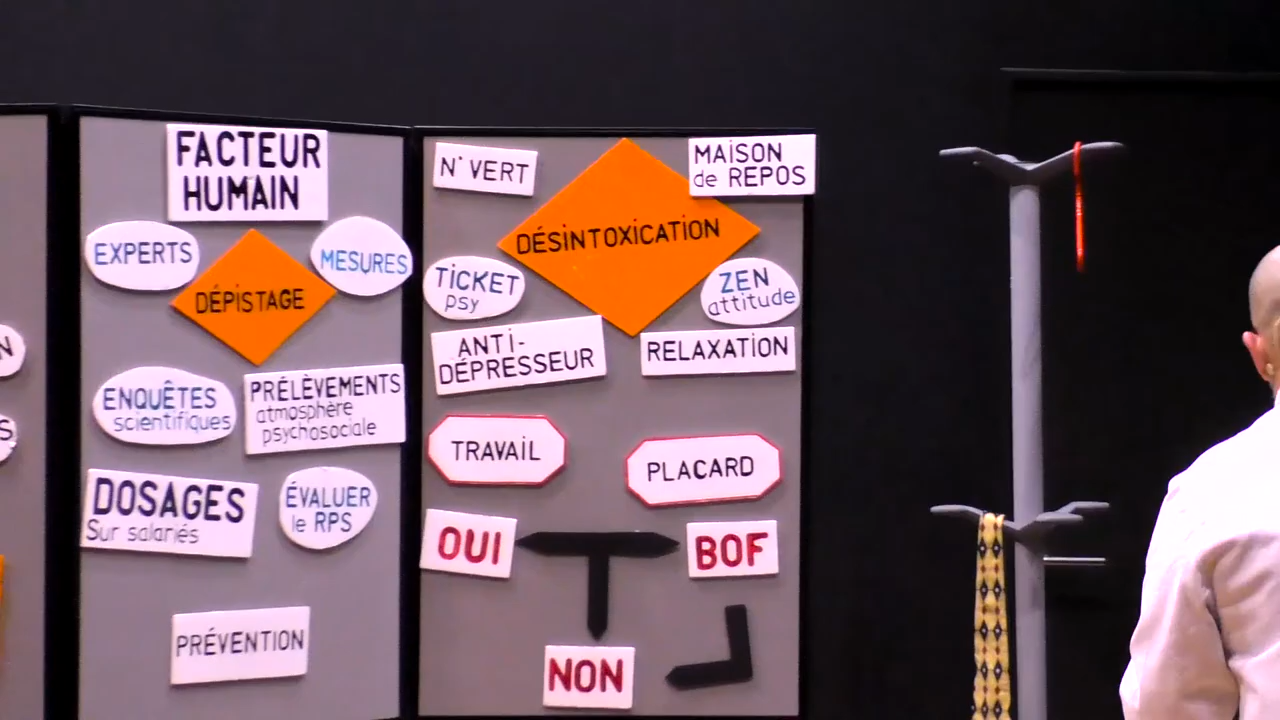 FACTEUR
HUMAIN
EXPERTS
MESURES
DÉPISTAGE
ENQUÊTES
scientifiques
PRÉLÈVEMENTS
atmosphère
psychosociale
DOSAGES
Sur salariés
ÉVALUER
le RPS
PRÉVENTION
N° VERT
MAISON
de REPOS
DÉSINTOXICATION
TICKET
psy
ZEN
attitude
ANTI-
DÉPRESSEUR
RELAXATION
TRAVAIL
PLACARD
OUI
BOF
NON